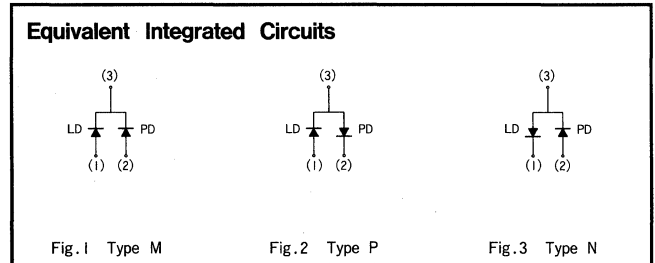 Equivalent Integrated Circuits
(3) (3) (3)
LD PD LD PD LD PD
(1) (2) (1) (2) (1) (2)
Fig.1 Type M Fig.2 Type P Fig.3 Type N